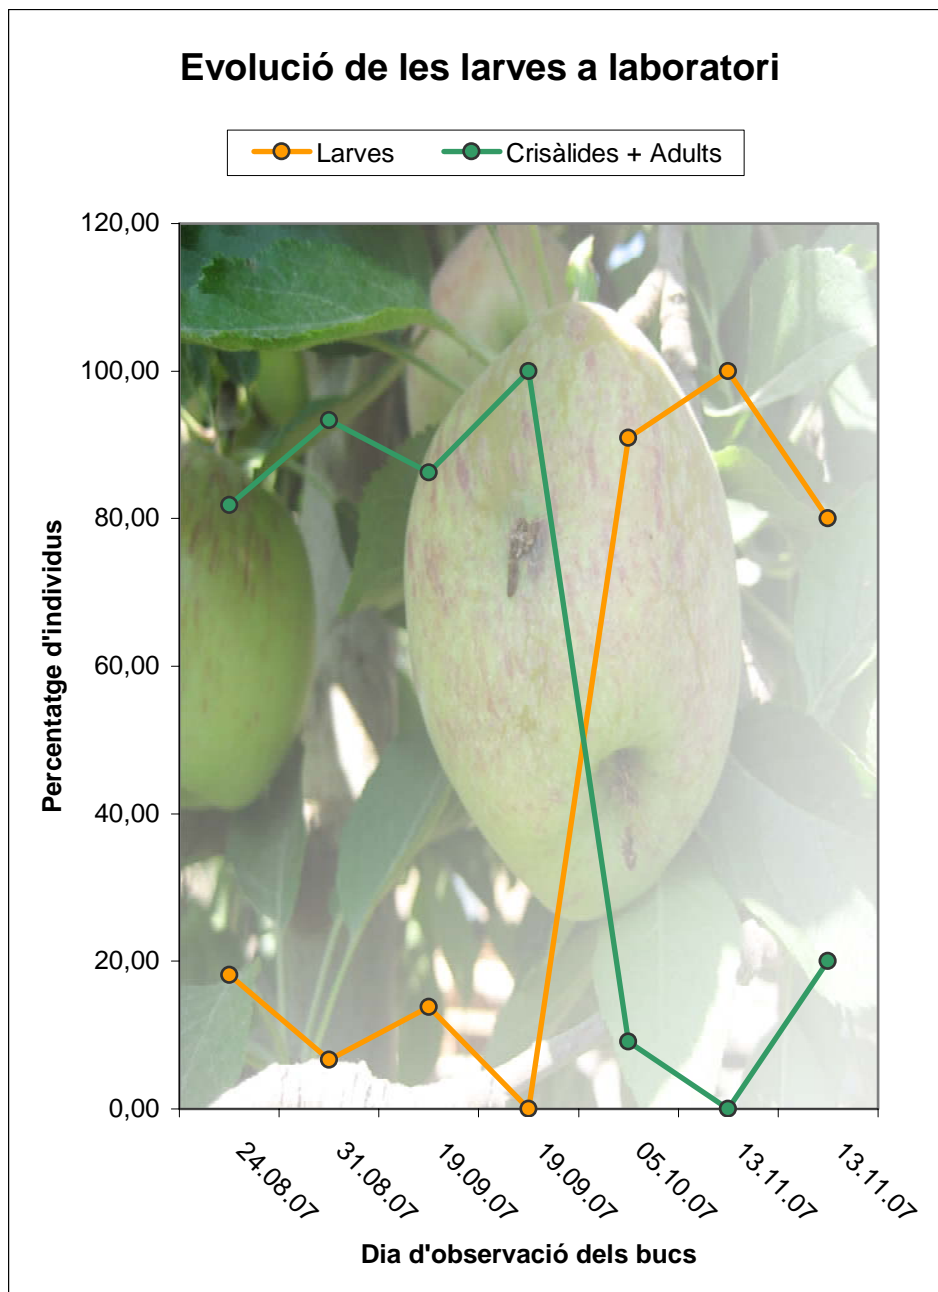 Evolució de les larves a laboratori
Larves
Crisàlides + Adults
120,00
100,00
80,00
60,00
40,00
20,00
0,00
Percentatge d'individus
24.08.07
31.08.07
19.09.07
19.09.07
05.10.07
13.11.07
13.11.07
Dia d'observació dels bucs